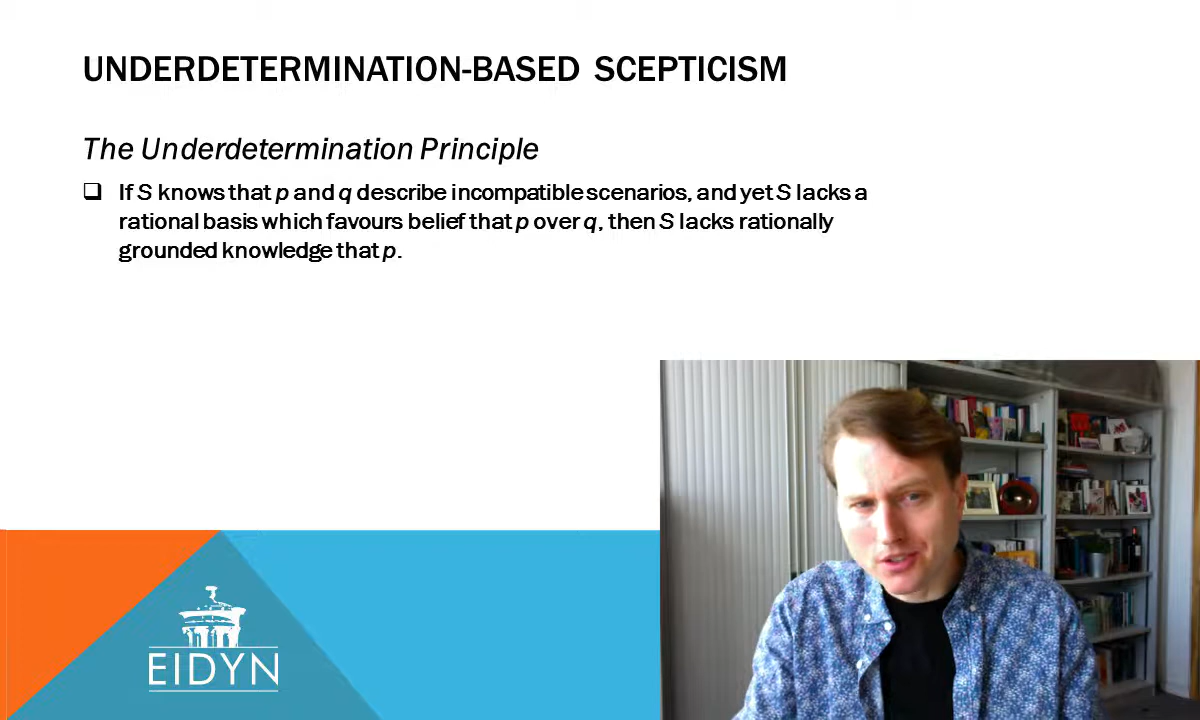 UNDERDETERMINATION-BASED SCEPTICISM
The Underdetermination Principle
If S knows that p and q describe incompatible scenarios, and yet S lacks a
rational basis which favours belief that p over q, then S lacks rationally
grounded knowledge that p.
EIDYN